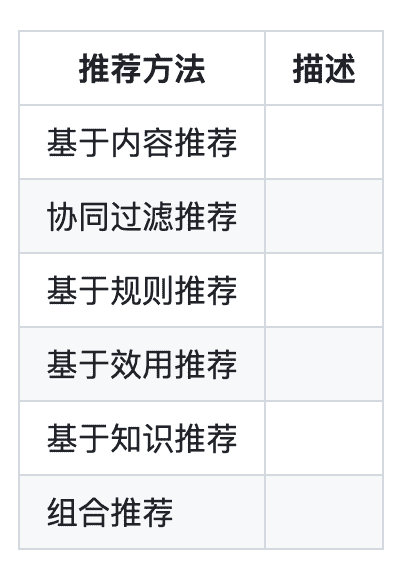 推荐方法 描述
基于内容推荐
协同过滤推荐
基于规则推荐
基于效用推荐
基于知识推荐
组合推荐